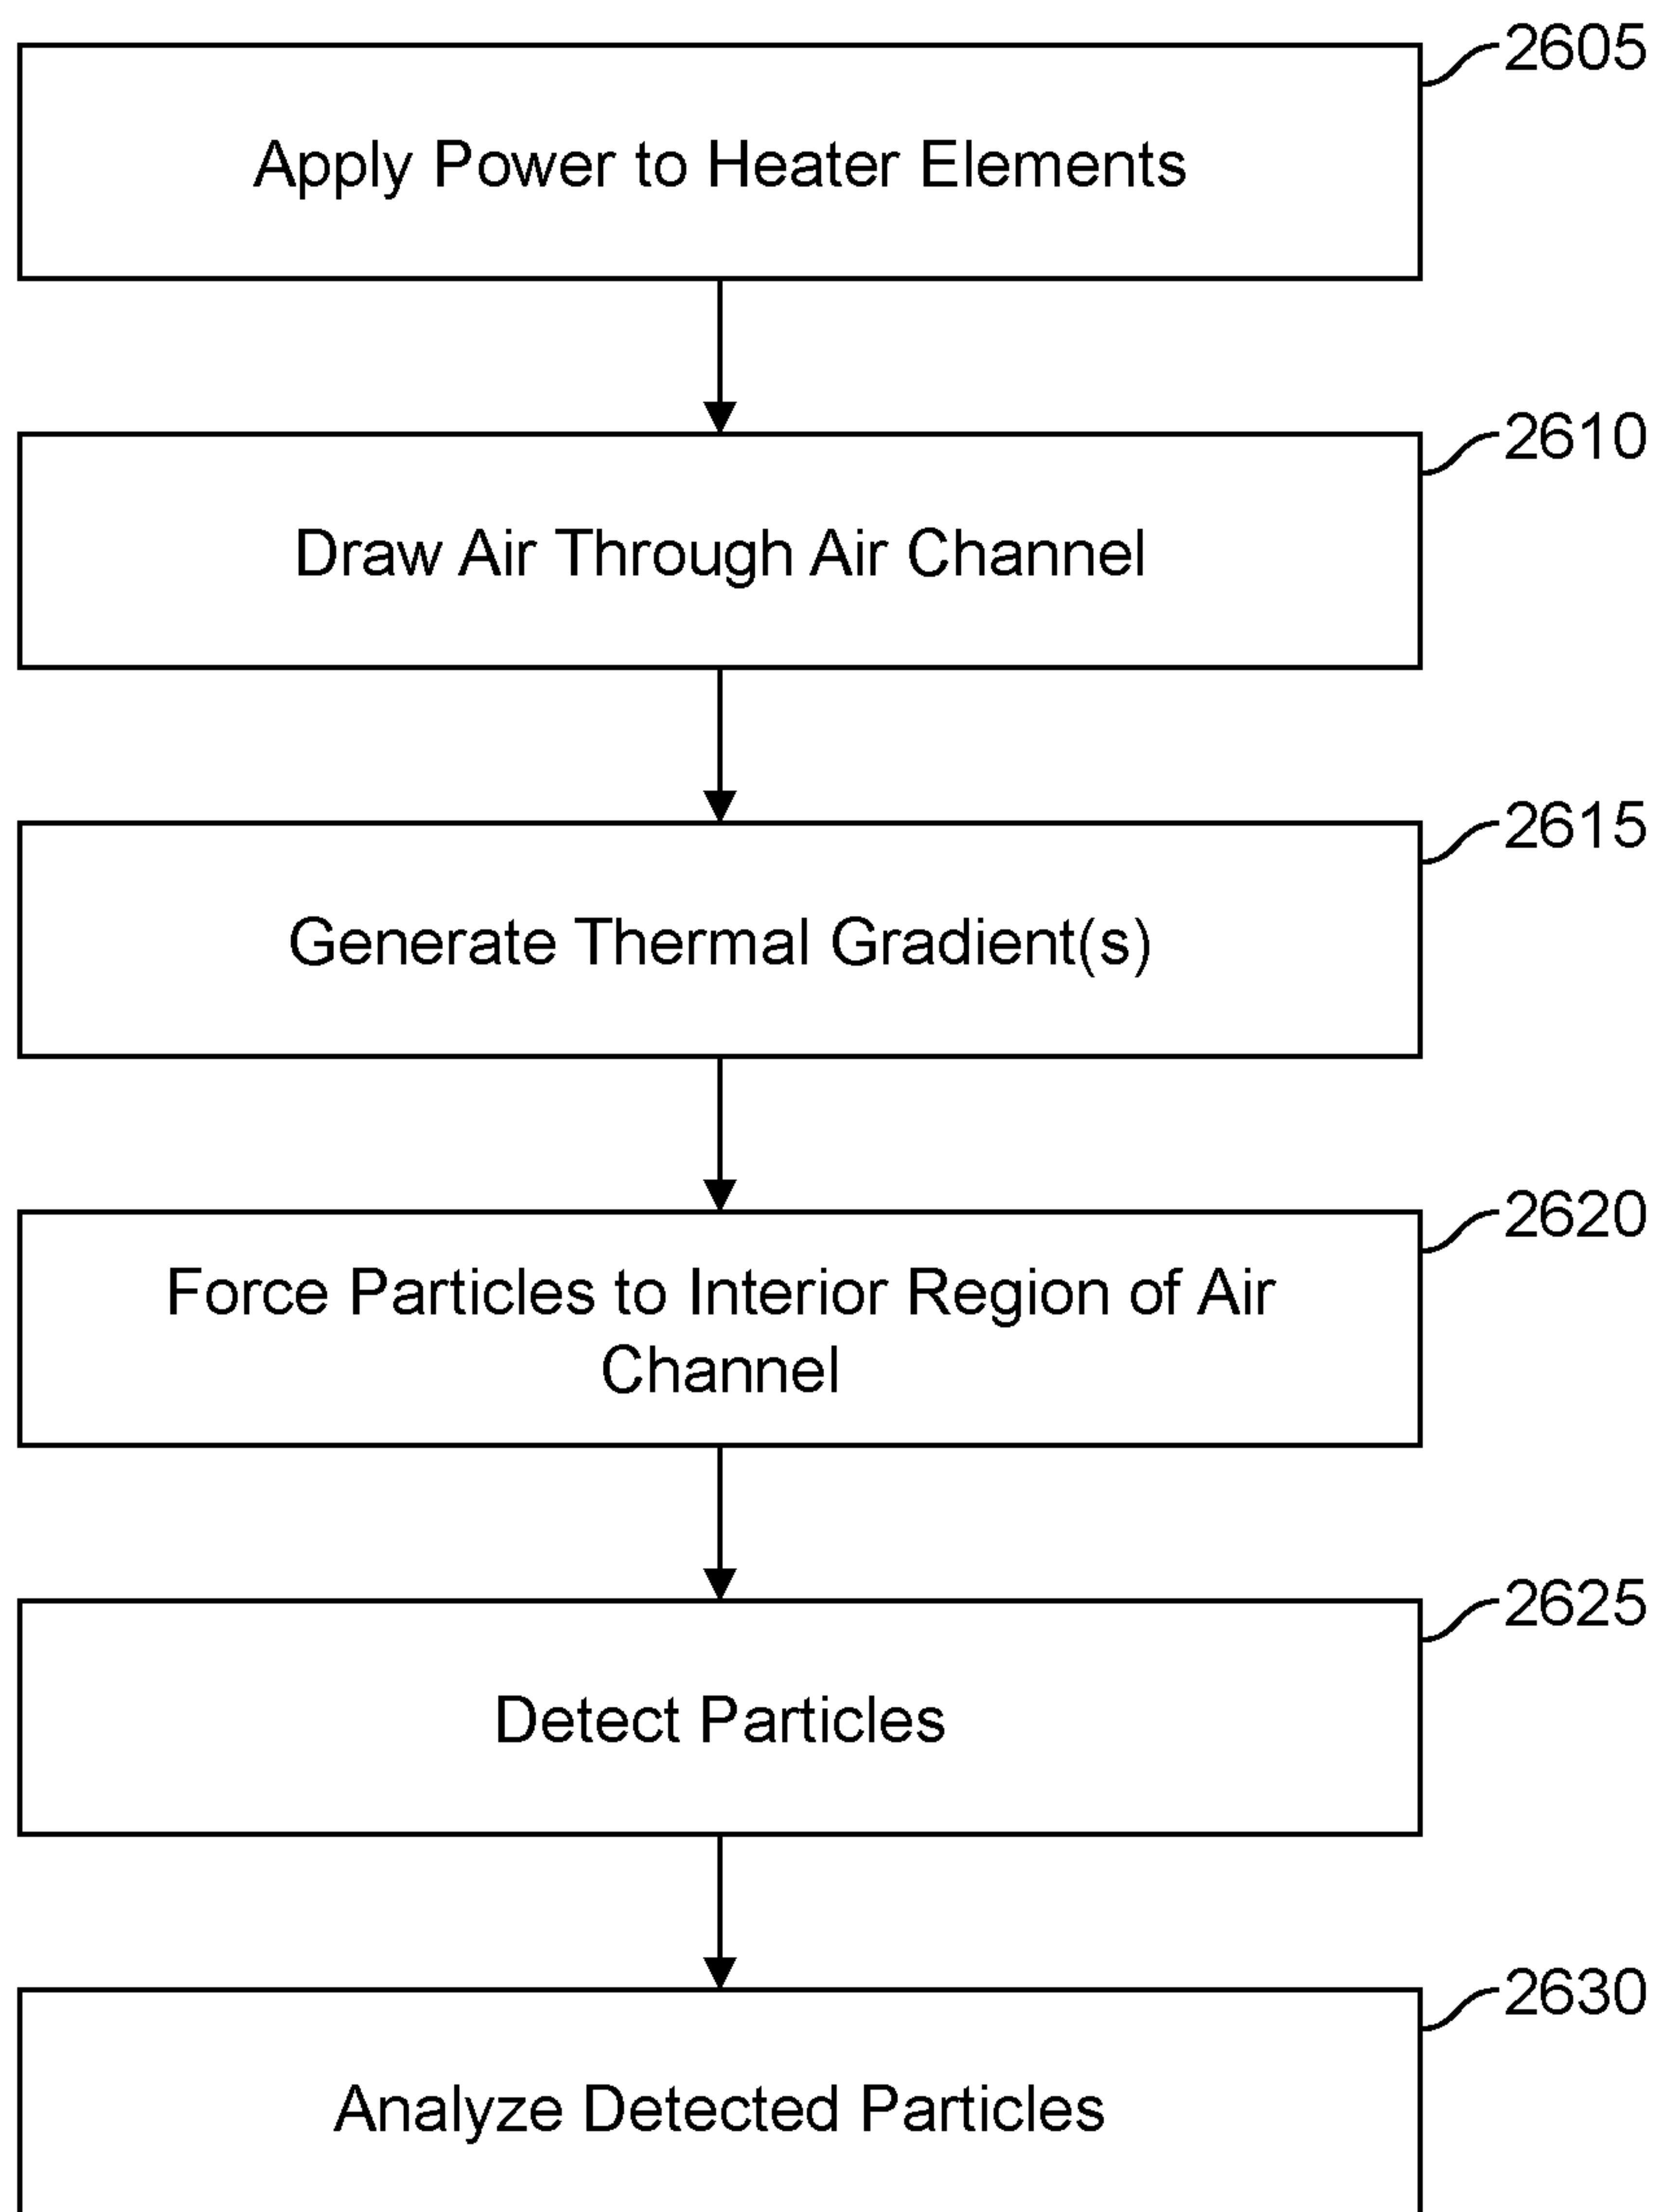 2605
Apply Power to Heater Elements
2610
Draw Air Through Air Channel
2615
Generate Thermal Gradient(s)
2620
Force Particles to Interior Region of Air
Channel
2625
Detect Particles
2630
Analyze Detected Particles